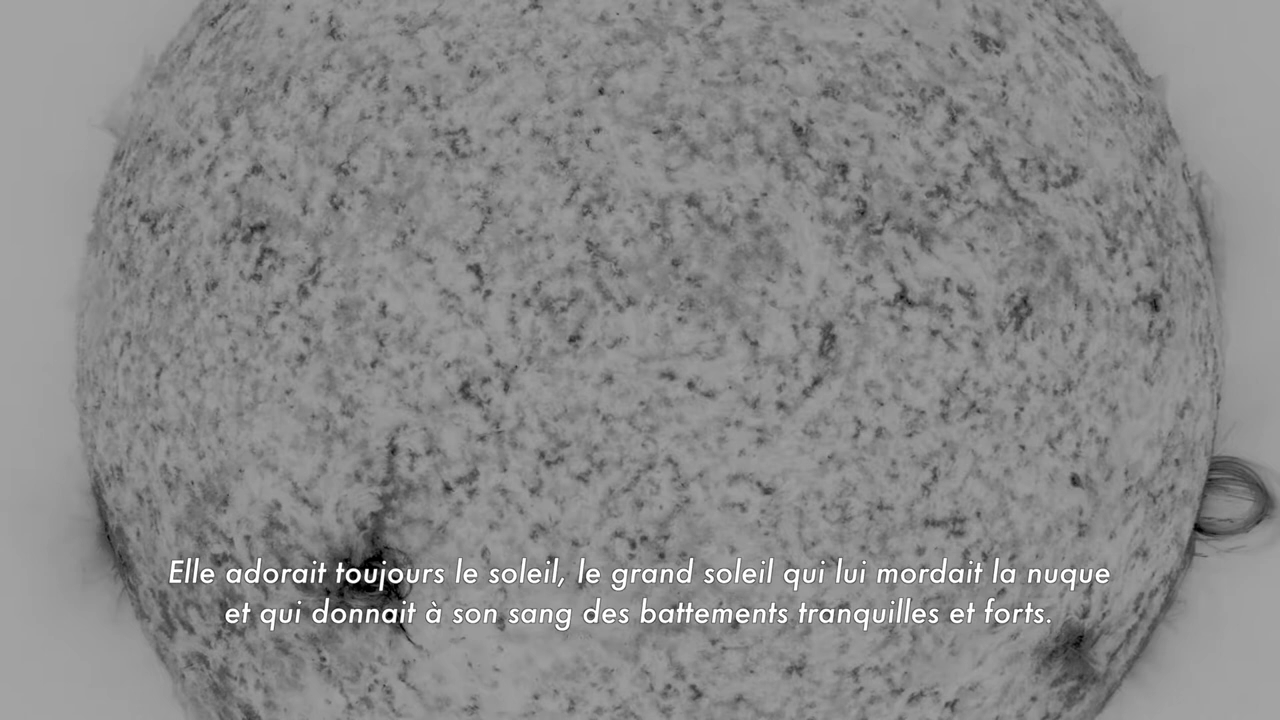 Elle adorait toujours le soleil, le grand soleil qui lui mordait la nuque
et qui donnait à son sang des battements tranquilles et forts.